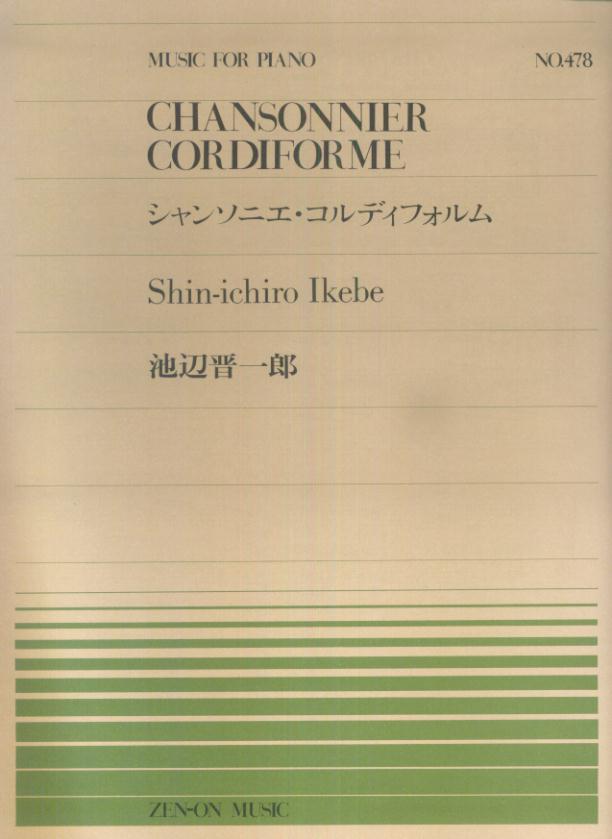 MUSIC FOR PIANO
NO.478
CHANSONNIER
CORDIFORME
シャンソニエ・コルディフォルム
Shin-ichiro Ikebe
池辺晋一郎
ZEN-ON MUSIC